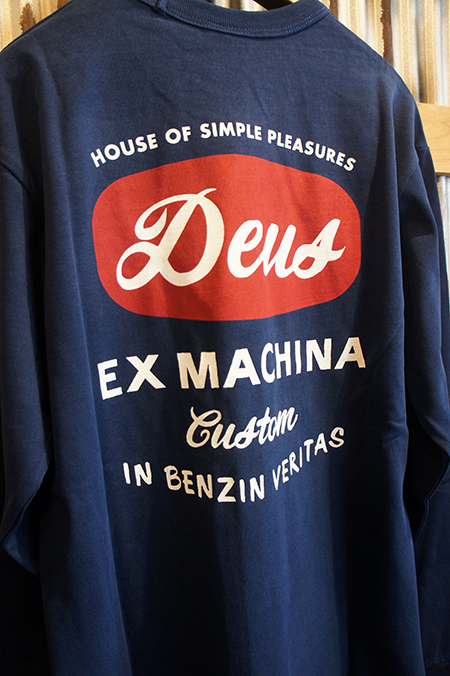 HOUSE OF SIMPLE PLEASURES
Deus
EX MACHINA
Custom
IN BENZIN VERITAS